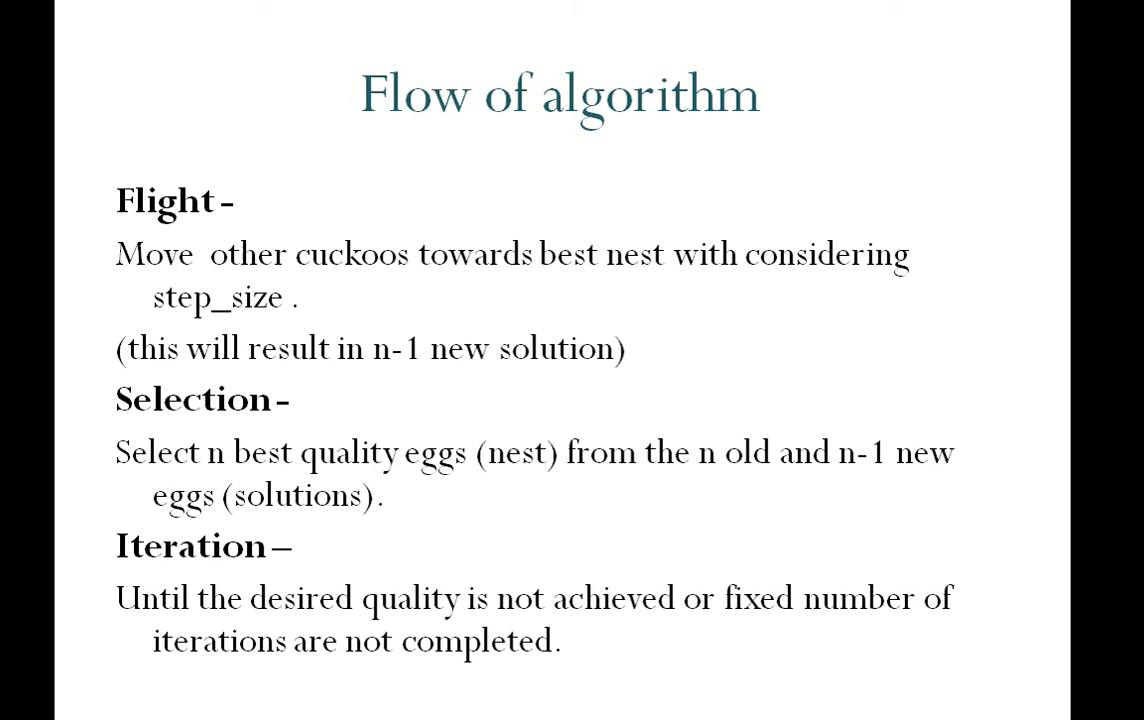 Flow of algorithm
Flight -
Move other cuckoos towards best nest with considering
step_size .
(this will result in n-1 new solution)
Selection -
Select n best quality eggs (nest) from the n old and n-1 new
eggs (solutions).
Iteration –
Until the desired quality is not achieved or fixed number of
iterations are not completed.